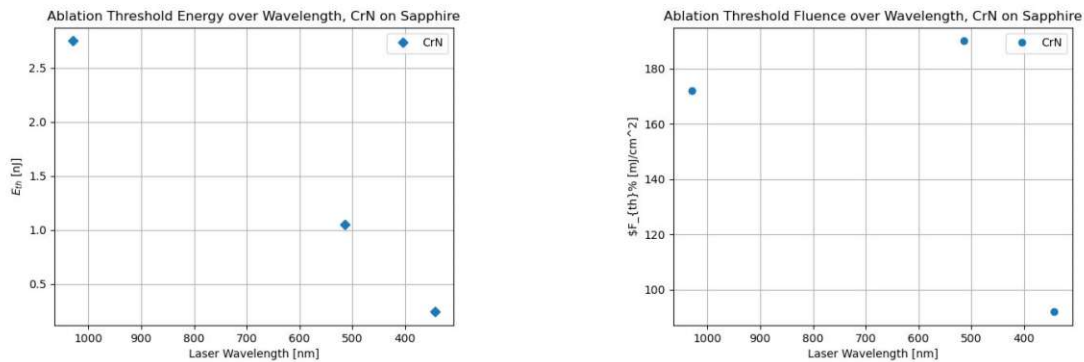 Ablation Threshold Energy over Wavelength, CrN on Sapphire
CrN
2.5
2.0
1.5
1.0
0.5
E_th [nJ]
1000 900 800 700 600 500 400
Laser Wavelength [nm]
Ablation Threshold Fluence over Wavelength, CrN on Sapphire
CrN
180
160
140
120
100
$F_{th}% [mJ/cm^2]
1000 900 800 700 600 500 400
Laser Wavelength [nm]